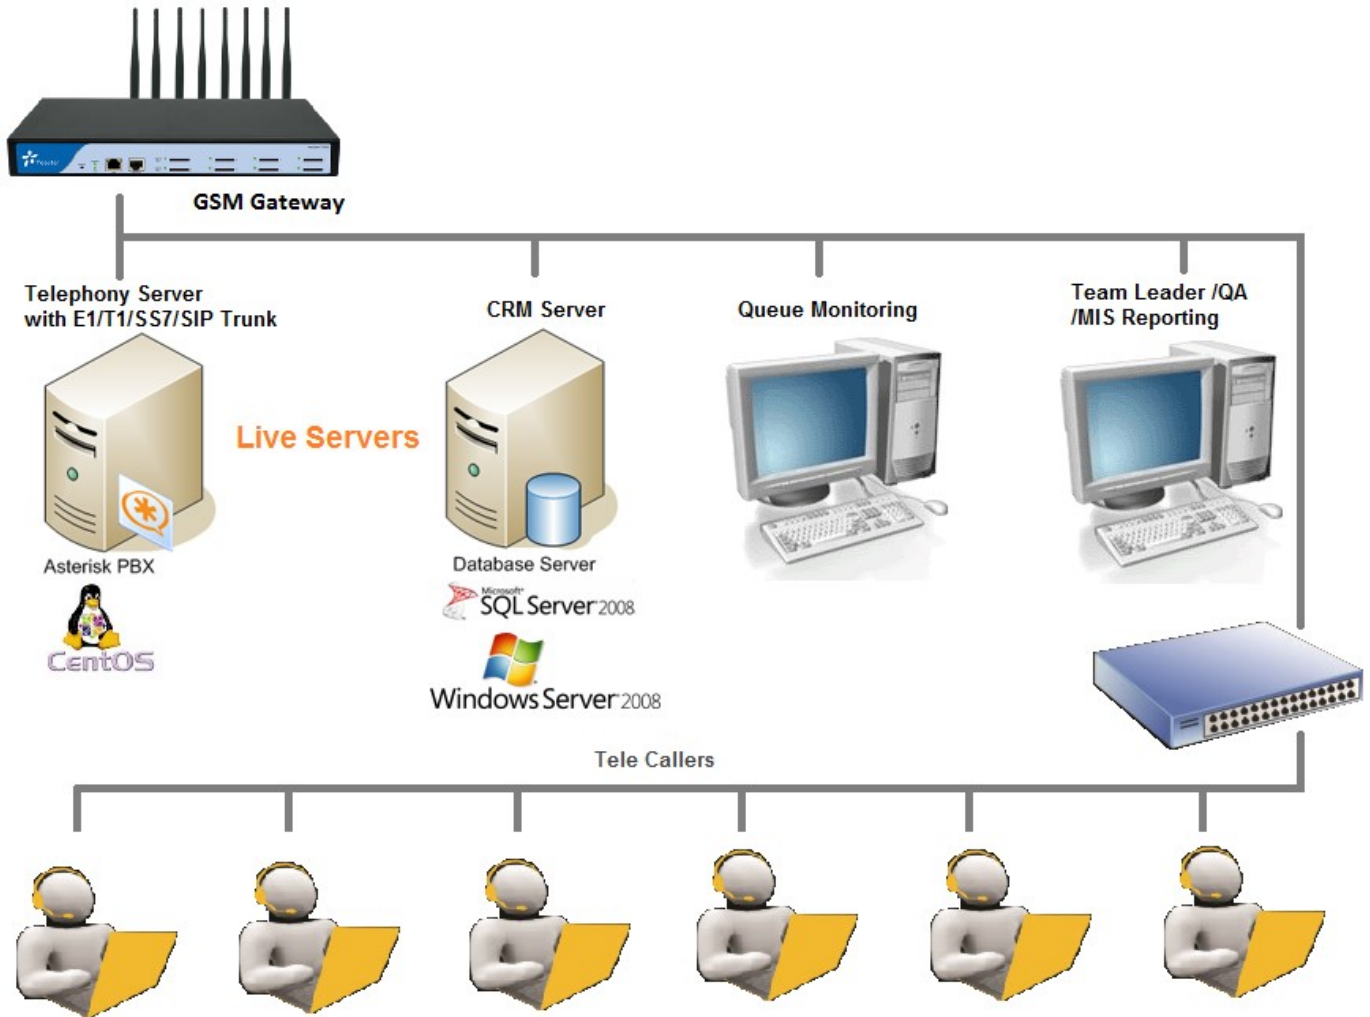 GSM Gateway
Telephony Server
with E1/T1/SS7/SIP Trunk
CRM Server
Queue Monitoring
Team Leader /QA
/MIS Reporting
Live Servers
Asterisk PBX
CentOS
Database Server
Microsoft
SQL Server 2008
Windows Server 2008
Tele Callers